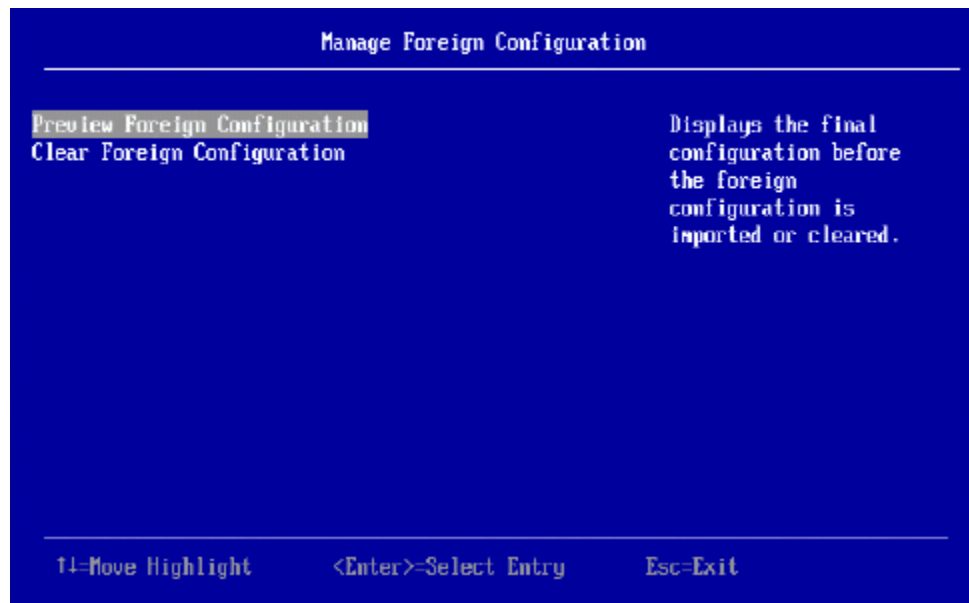 Manage Foreign Configuration
Preview Foreign Configuration
Clear Foreign Configuration
Displays the final
configuration before
the foreign
configuration is
imported or cleared.
↑↓=Move Highlight <Enter>=Select Entry Esc=Exit